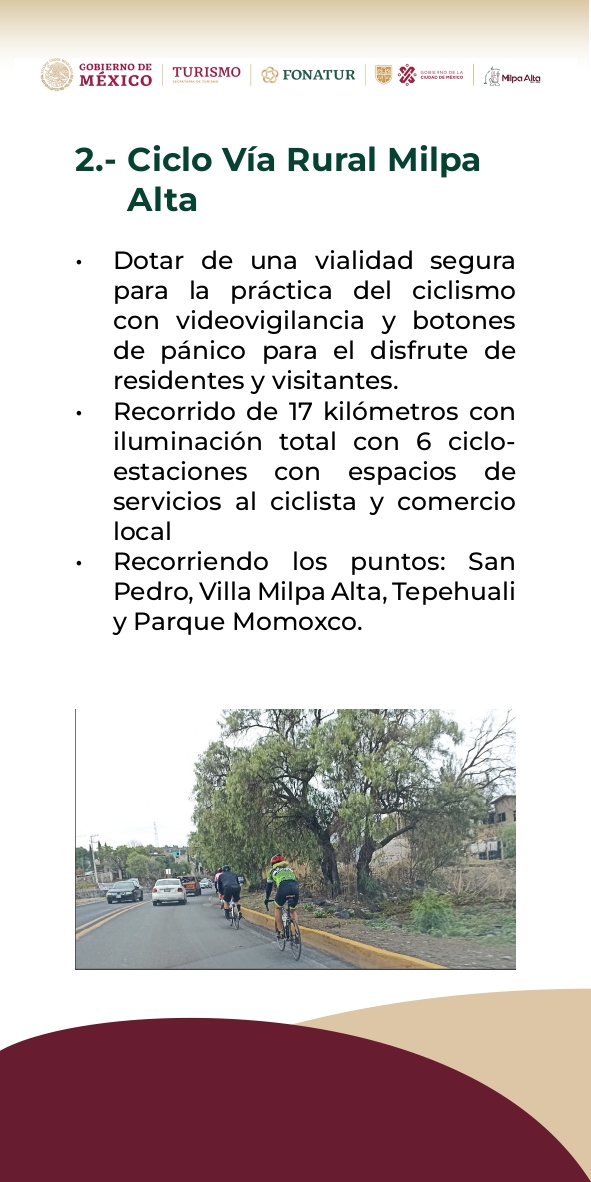 GOBIERNO DE
MÉXICO
TURISMO
SECRETARÍA DE TURISMO
FONATUR
GOBIERNO DE LA
CIUDAD DE MÉXICO
Milpa Alta
2.- Ciclo Vía Rural Milpa
Alta
• Dotar de una vialidad segura
para la práctica del ciclismo
con videovigilancia y botones
de pánico para el disfrute de
residentes y visitantes.
• Recorrido de 17 kilómetros con
iluminación total con 6 ciclo-
estaciones con espacios de
servicios al ciclista y comercio
local
• Recorriendo los puntos: San
Pedro, Villa Milpa Alta, Tepehuali
y Parque Momoxco.